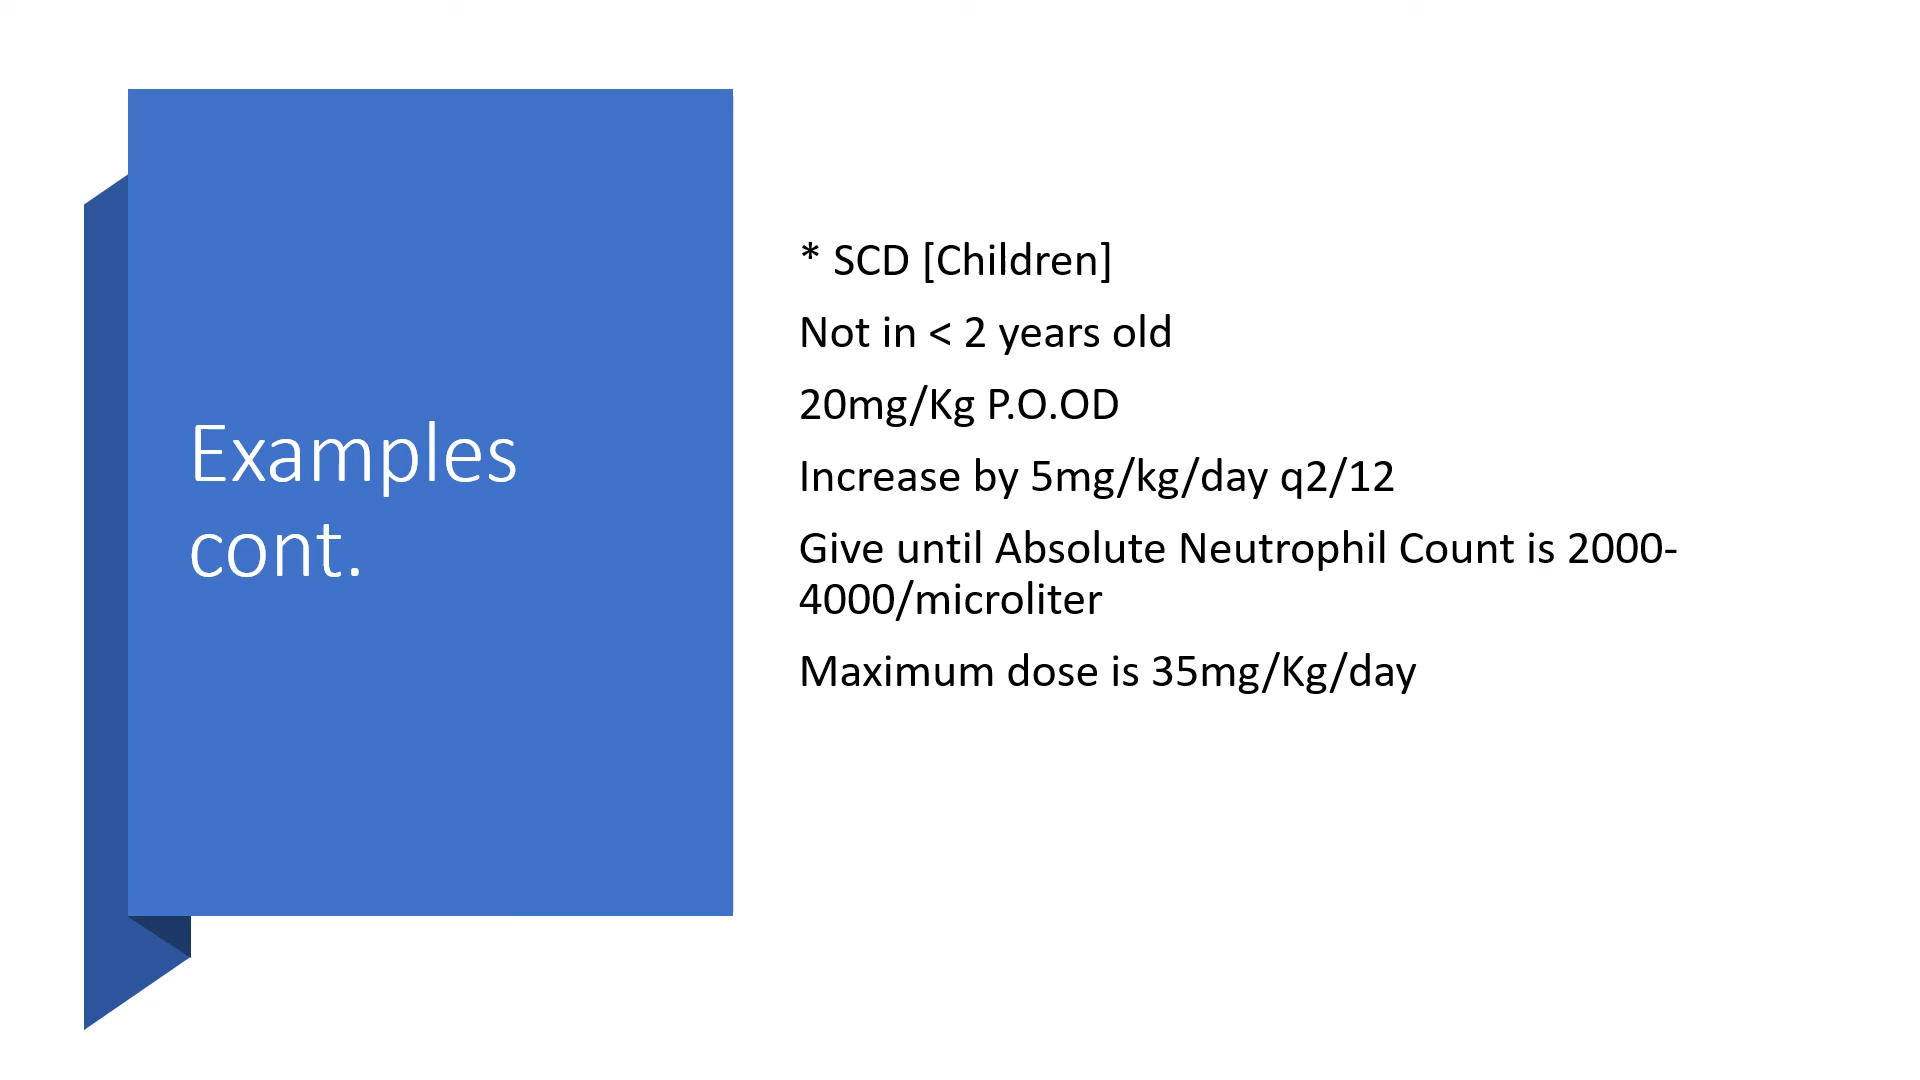 Examples
cont.
* SCD [Children]
Not in < 2 years old
20mg/Kg P.O.OD
Increase by 5mg/kg/day q2/12
Give until Absolute Neutrophil Count is 2000-
4000/microliter
Maximum dose is 35mg/Kg/day